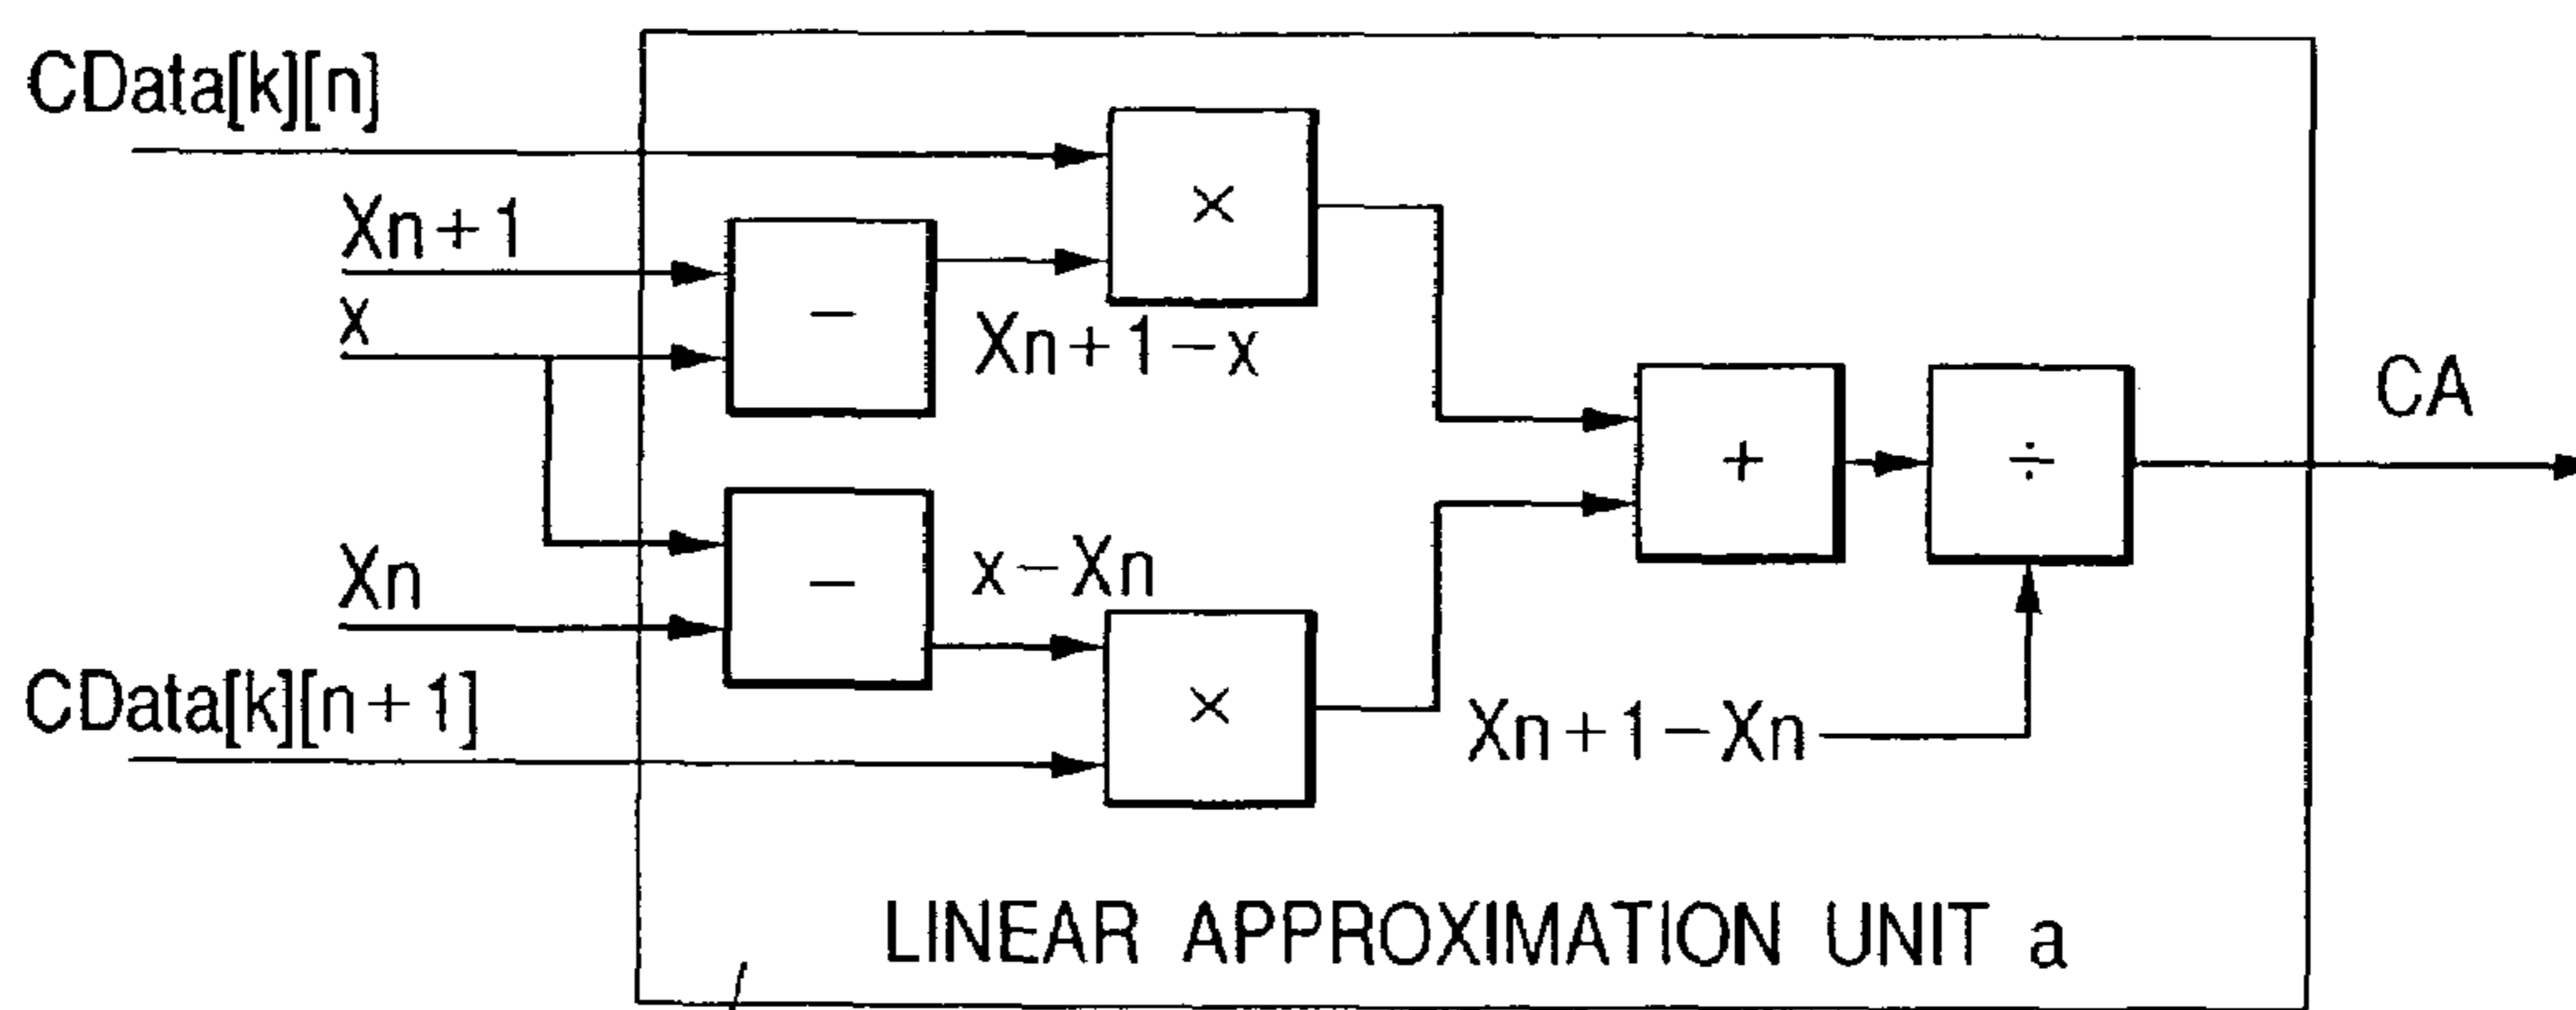 CData[k][n]
Xn+1
x
−
Xn+1−x
×
Xn
−
x−Xn
CData[k][n+1]
×
+
÷
CA
Xn+1−Xn
LINEAR APPROXIMATION UNIT a